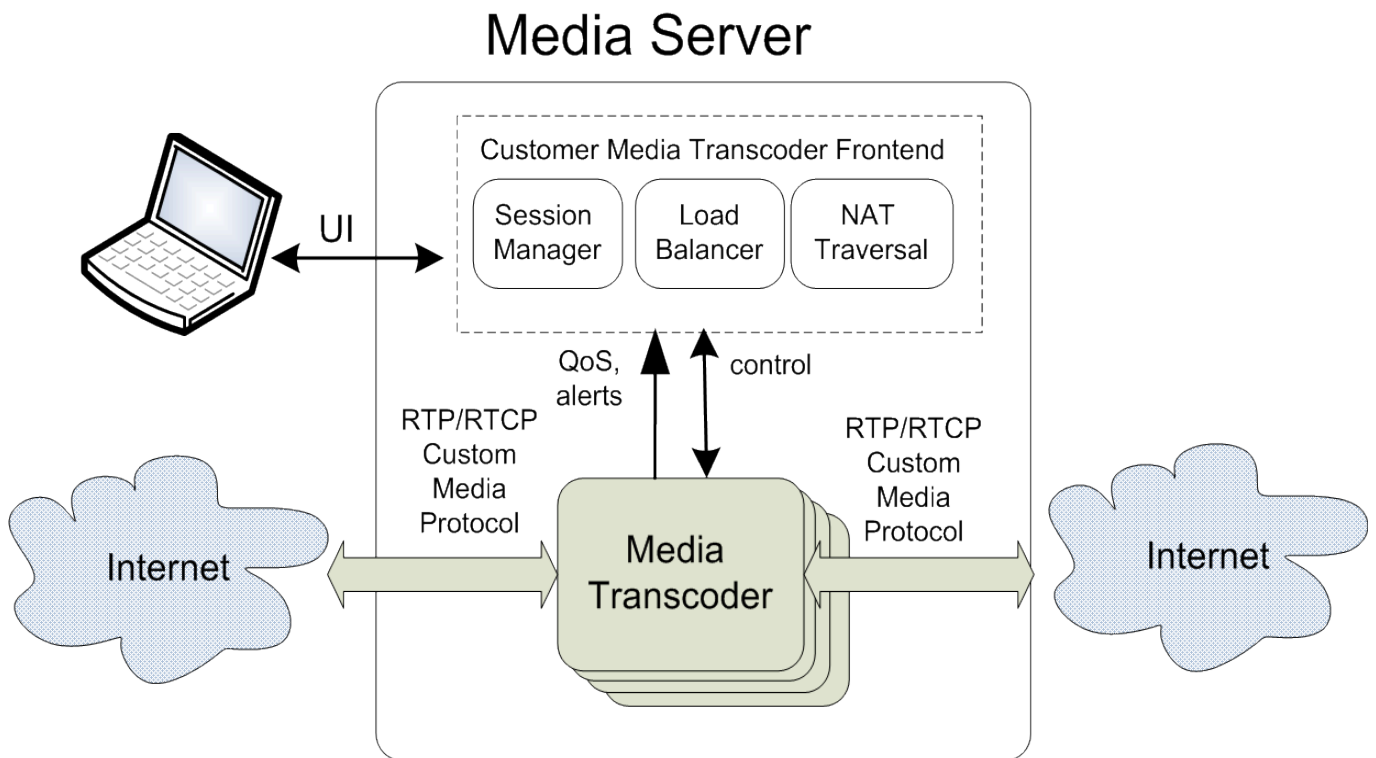 Media Server
Customer Media Transcoder Frontend
Session
Manager
Load
Balancer
NAT
Traversal
UI
QoS,
alerts
control
RTP/RTCP
Custom
Media
Protocol
RTP/RTCP
Custom
Media
Protocol
Internet
Media
Transcoder
Internet